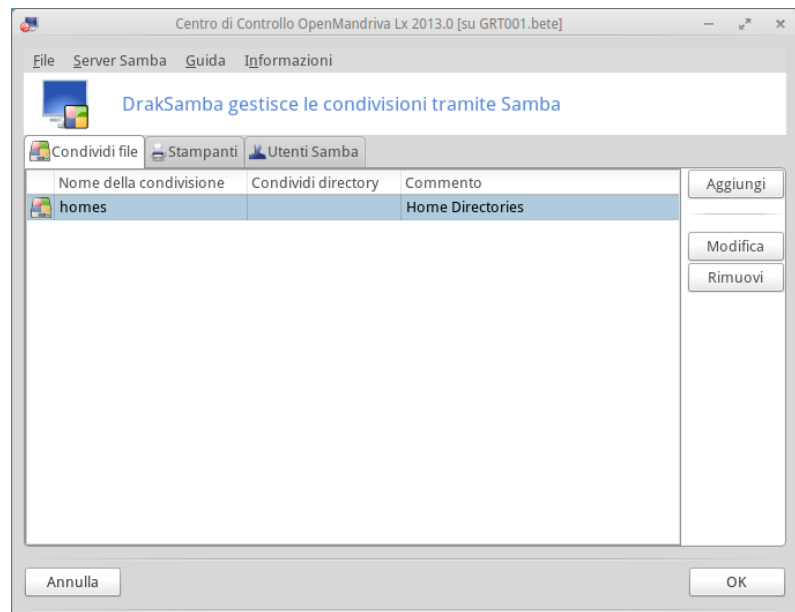 Centro di Controllo OpenMandriva Lx 2013.0 [su GRT001.bete]
File Server Samba Guida Informazioni
DrakSamba gestisce le condivisioni tramite Samba
Condividi file Stampanti Utenti Samba
Nome della condivisione Condividi directory Commento Aggiungi
homes Home Directories
Modifica
Rimuovi
Annulla OK